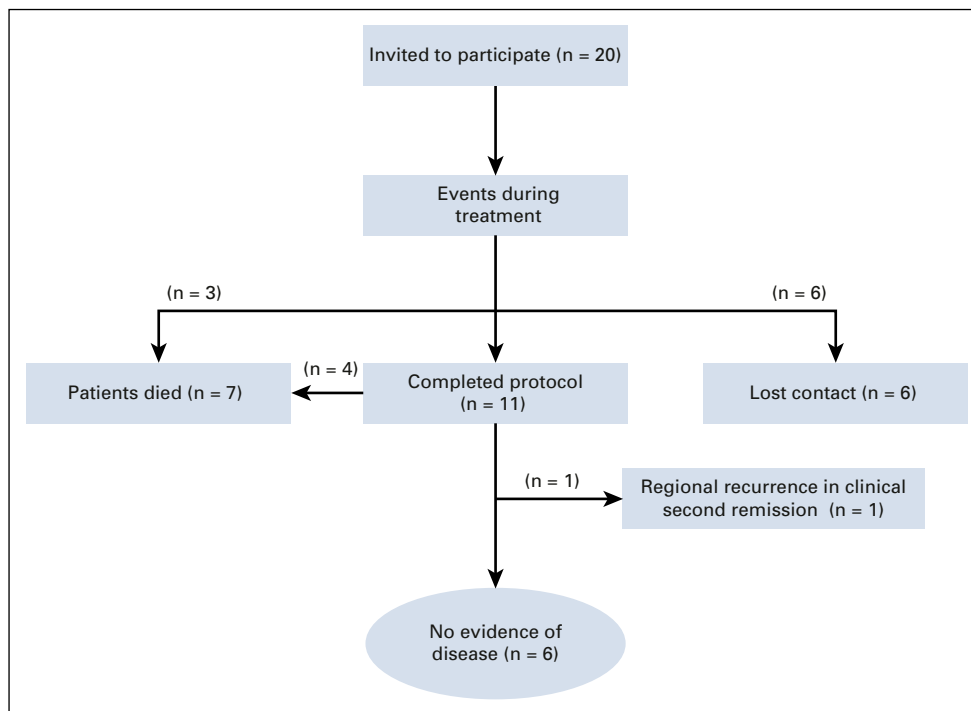 Invited to participate (n = 20)
Events during
treatment
(n = 3)
(n = 6)
Patients died (n = 7)
(n = 4)
Completed protocol
(n = 11)
Lost contact (n = 6)
(n = 1)
Regional recurrence in clinical
second remission (n = 1)
No evidence of
disease (n = 6)